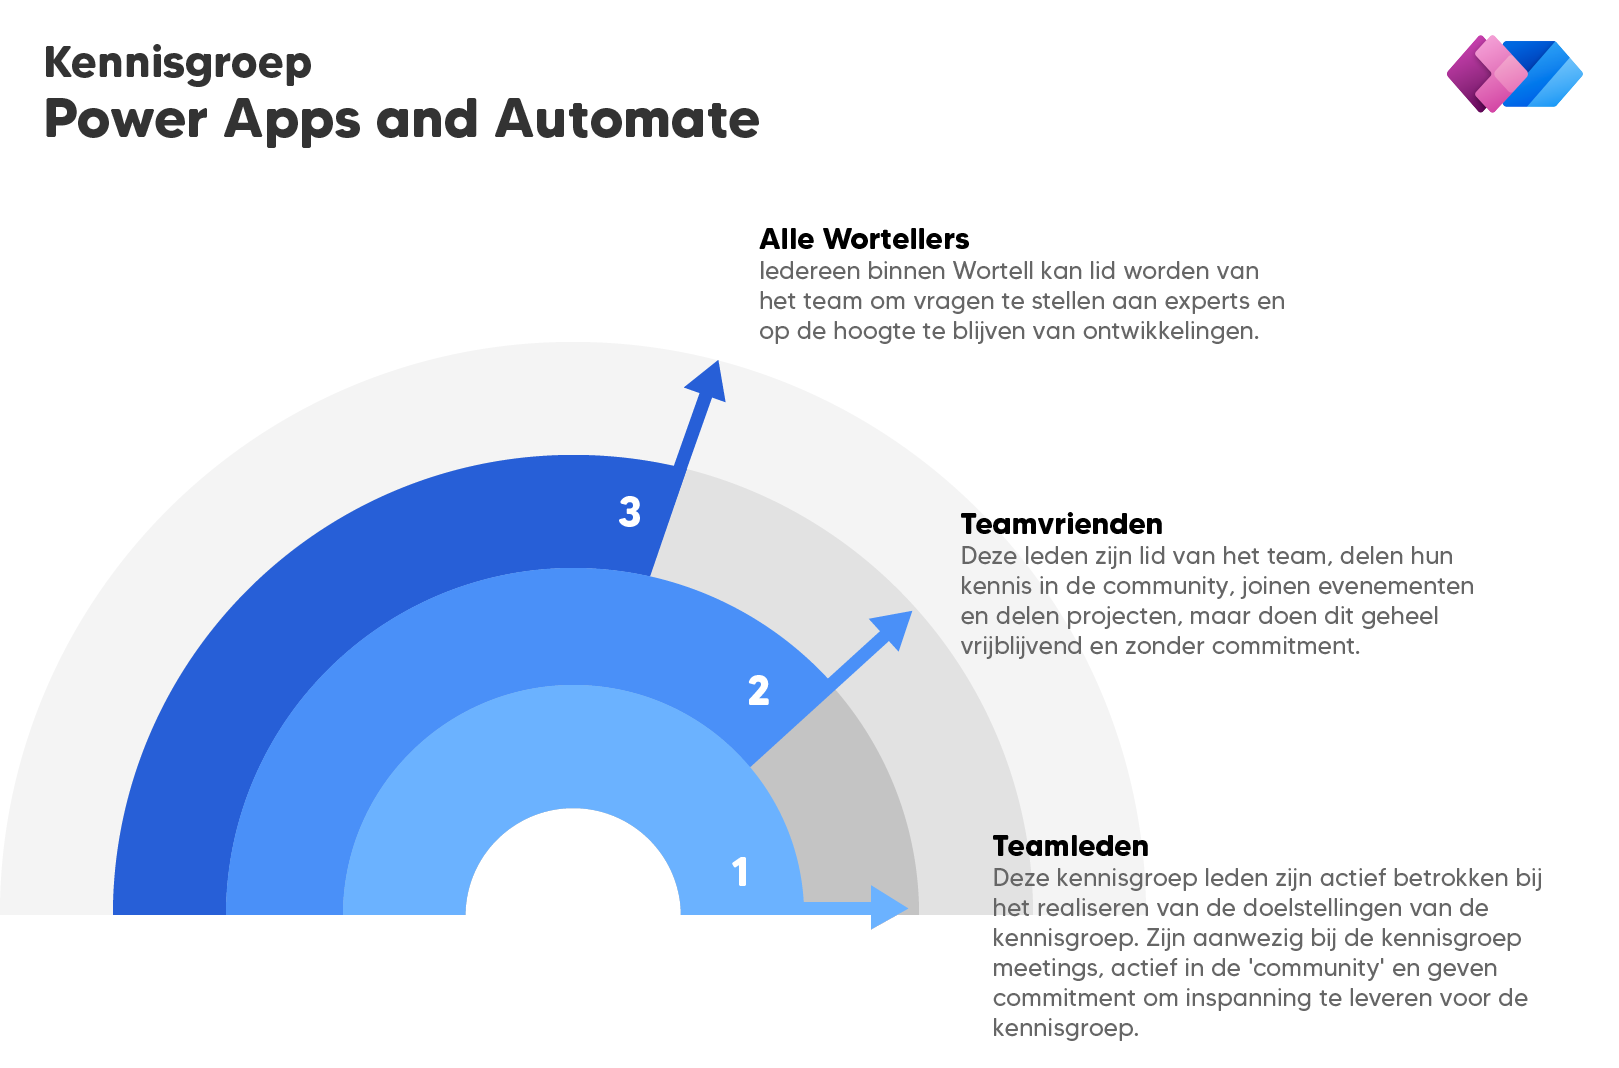 Kennisgroep
Power Apps and Automate
Alle Wortellers
Iedereen binnen Wortell kan lid worden van
het team om vragen te stellen aan experts en
op de hoogte te blijven van ontwikkelingen.
3
Teamvrienden
Deze leden zijn lid van het team, delen hun
kennis in de community, joinen evenementen
en delen projecten, maar doen dit geheel
vrijblijvend en zonder commitment.
2
Teamleden
Deze kennisgroep leden zijn actief betrokken bij
het realiseren van de doelstellingen van de
kennisgroep. Zijn aanwezig bij de kennisgroep
meetings, actief in de 'community' en geven
commitment om inspanning te leveren voor de
kennisgroep.
1